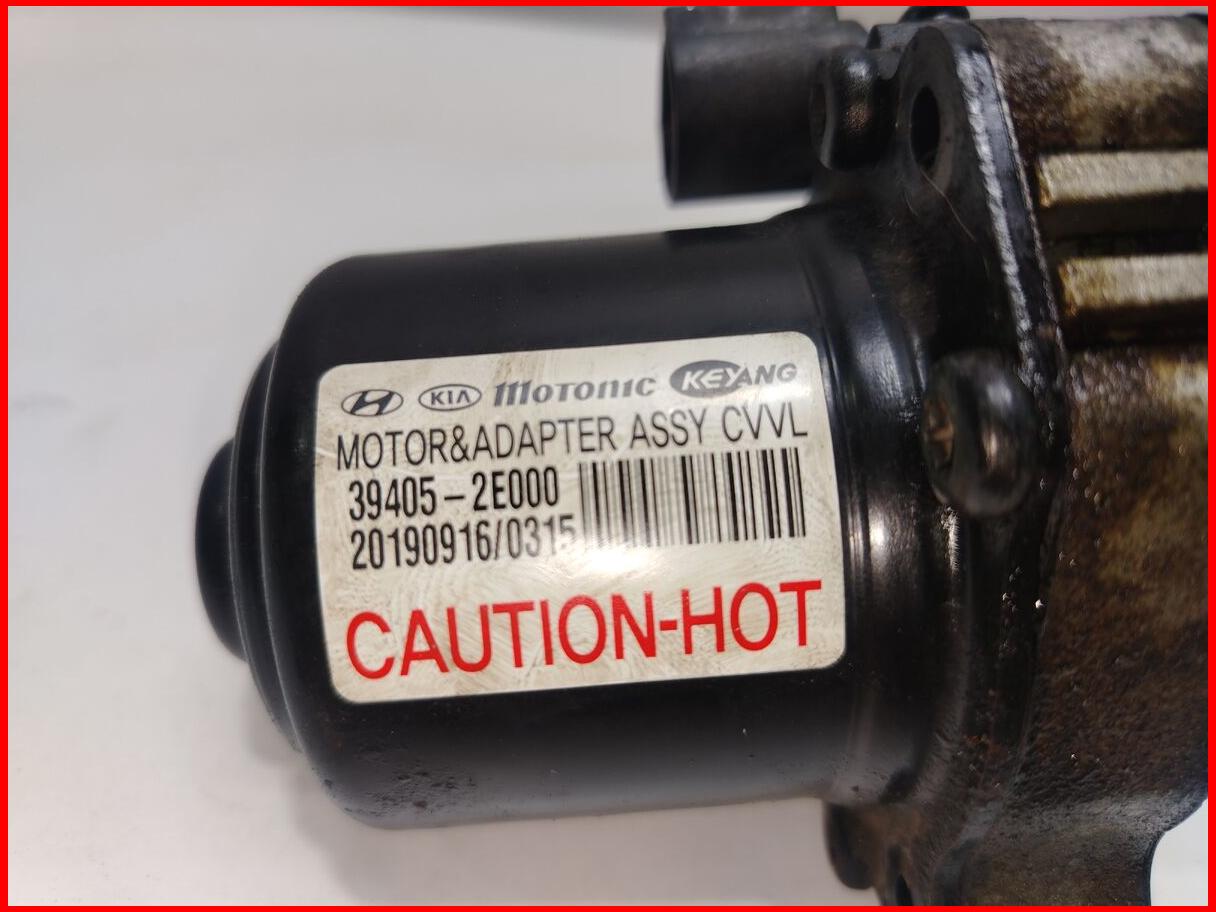 KIA MOTONIC KEYANG
MOTOR&ADAPTER ASSY CVVL
39405-2E000
20190916/0315
CAUTION-HOT